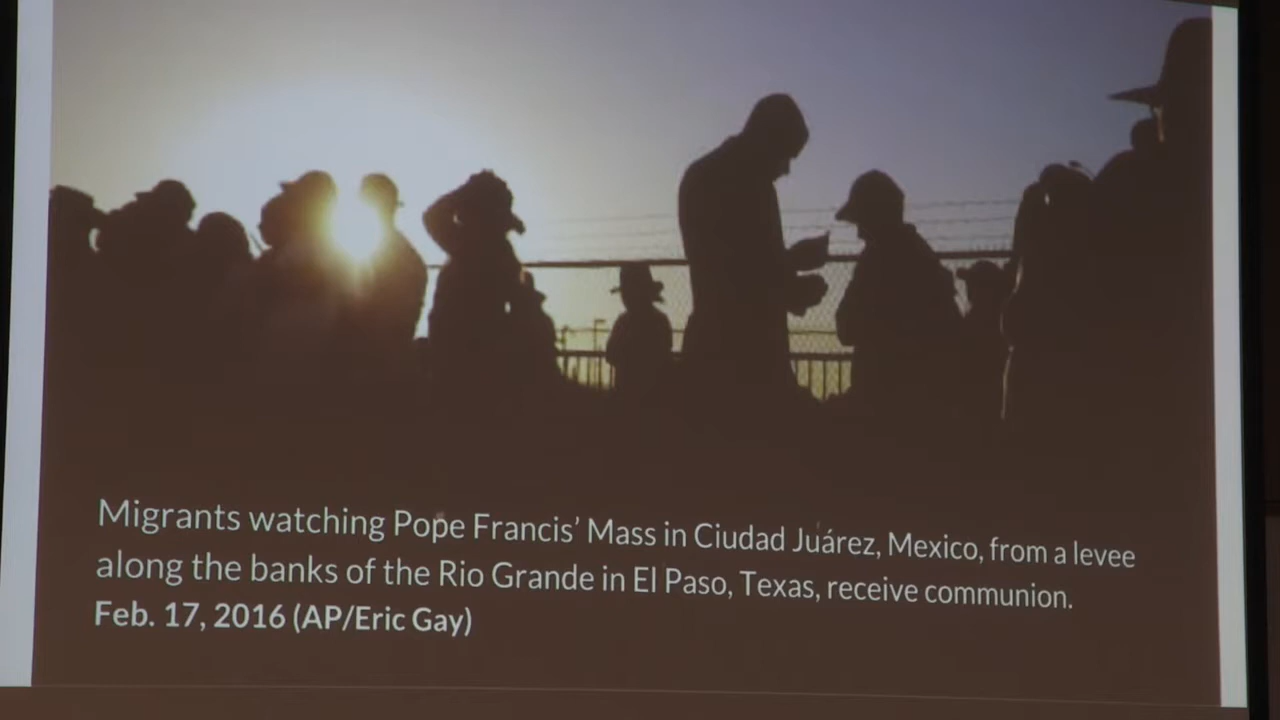 Migrants watching Pope Francis’ Mass in Ciudad Juárez, Mexico, from a levee
along the banks of the Rio Grande in El Paso, Texas, receive communion.
Feb. 17, 2016 (AP/Eric Gay)